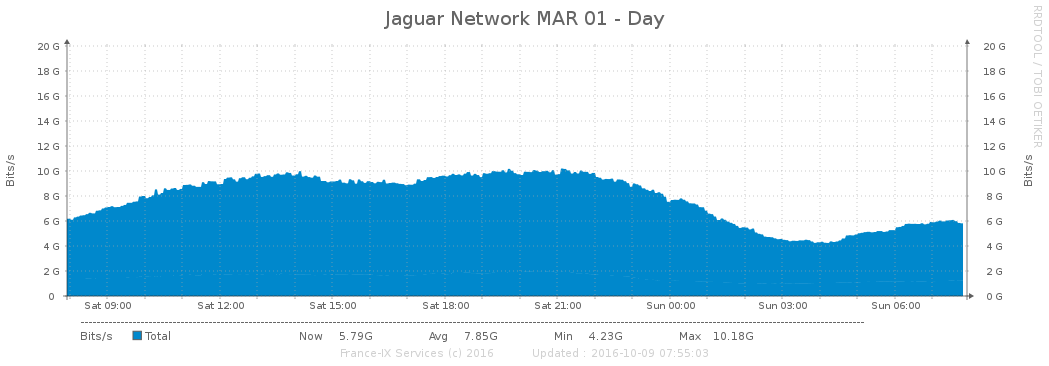 Jaguar Network MAR 01 - Day
RRDTOOL / TOBI OETIKER
Bits/s
Bits/s
20 G 20 G
18 G 18 G
16 G 16 G
14 G 14 G
12 G 12 G
10 G 10 G
8 G 8 G
6 G 6 G
4 G 4 G
2 G 2 G
0 0 G
Sat 09:00 Sat 12:00 Sat 15:00 Sat 18:00 Sat 21:00 Sun 00:00 Sun 03:00 Sun 06:00
Bits/s Total Now 5.79G Avg 7.85G Min 4.23G Max 10.18G
France-IX Services (c) 2016 Updated : 2016-10-09 07:55:03